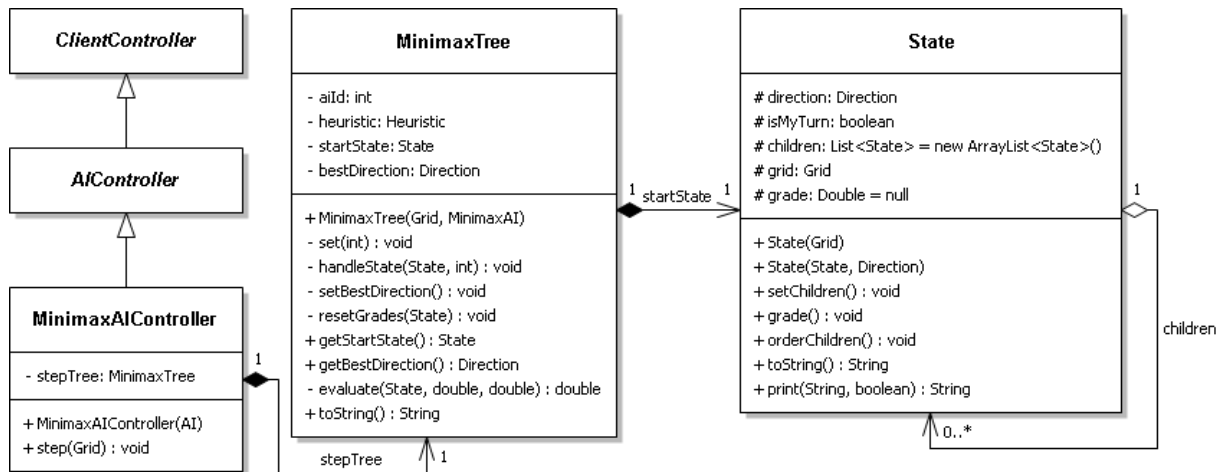 ClientController
AIController
MinimaxAIController
- stepTree: MinimaxTree
+ MinimaxAIController(AI)
+ step(Grid) : void
1
stepTree
1
MinimaxTree
- aiId: int
- heuristic: Heuristic
- startState: State
- bestDirection: Direction
+ MinimaxTree(Grid, MinimaxAI)
- set(int) : void
- handleState(State, int) : void
- setBestDirection() : void
- resetGrades(State) : void
+ getStartState() : State
+ getBestDirection() : Direction
- evaluate(State, double, double) : double
+ toString() : String
1
startState
1
State
# direction: Direction
# isMyTurn: boolean
# children: List<State> = new ArrayList<State>()
# grid: Grid
# grade: Double = null
+ State(Grid)
+ State(State, Direction)
+ setChildren() : void
+ grade() : void
+ orderChildren() : void
+ toString() : String
+ print(String, boolean) : String
1
children
0..*